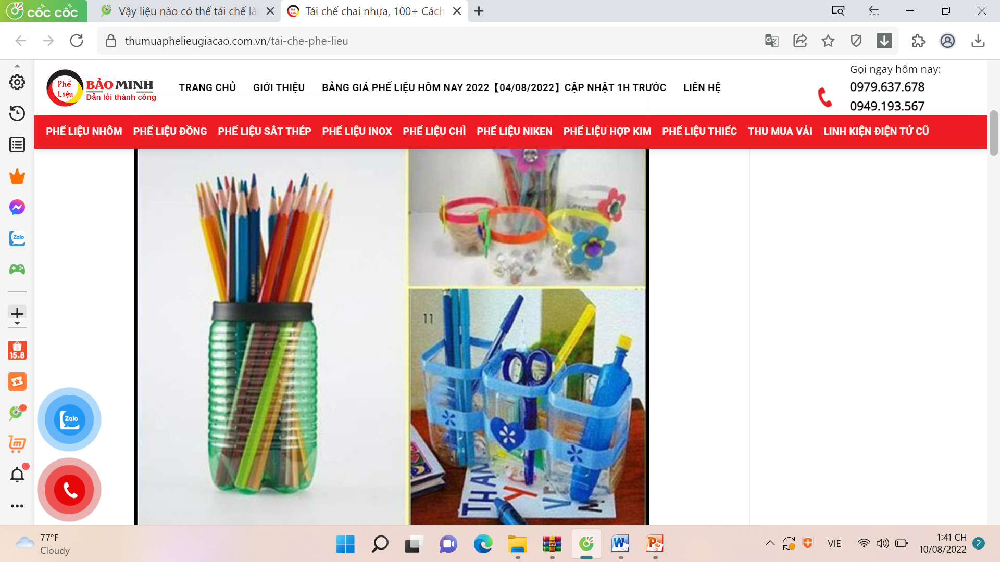 cốc cốc
Vậy liệu nào có thể tái chế là
Tái chế chai nhựa, 100+ Cách
thumuaphelieugiacao.com.vn/tai-che-phe-lieu
Phế Liệu
BẢO MINH
Dẫn lối thành công
TRANG CHỦ GIỚI THIỆU BẢNG GIÁ PHẾ LIỆU HÔM NAY 2022【04/08/2022】CẬP NHẬT 1H TRƯỚC LIÊN HỆ
Gọi ngay hôm nay:
0979.637.678
0949.193.567
PHẾ LIỆU NHÔM PHẾ LIỆU ĐỒNG PHẾ LIỆU SẮT THÉP PHẾ LIỆU INOX PHẾ LIỆU CHÌ PHẾ LIỆU NIKEN PHẾ LIỆU HỢP KIM PHẾ LIỆU THIẾC THU MUA VẢI LINH KIỆN ĐIỆN TỬ CŨ
Zalo
15.8
11
Zalo
THAN
Y
77°F
Cloudy
VIE
1:41 CH
10/08/2022
2